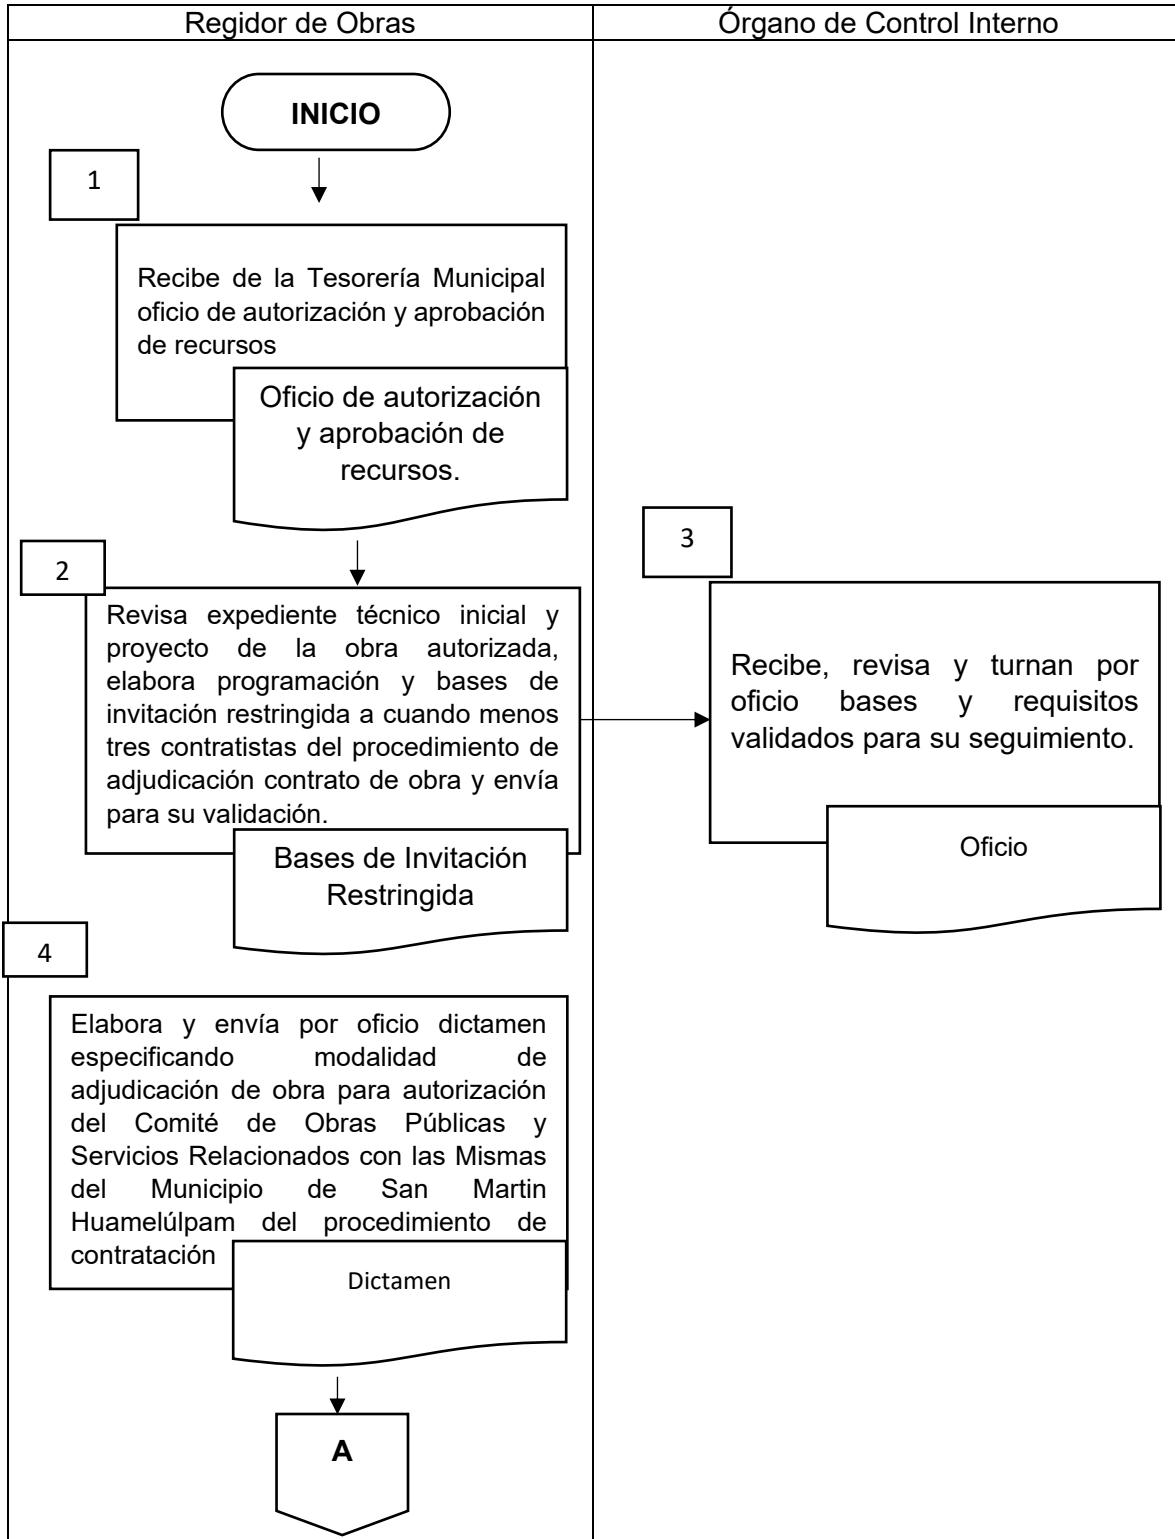 Regidor de Obras
Órgano de Control Interno
INICIO
1
Recibe de la Tesorería Municipal
oficio de autorización y aprobación
de recursos
Oficio de autorización
y aprobación de
recursos.
2
Revisa expediente técnico inicial y
proyecto de la obra autorizada,
elabora programación y bases de
invitación restringida a cuando menos
tres contratistas del procedimiento de
adjudicación contrato de obra y envía
para su validación.
Bases de Invitación
Restringida
3
Recibe, revisa y turnan por
oficio bases y requisitos
validados para su seguimiento.
Oficio
4
Elabora y envía por oficio dictamen
especificando modalidad de
adjudicación de obra para autorización
del Comité de Obras Públicas y
Servicios Relacionados con las Mismas
del Municipio de San Martin
Huamelúlpam del procedimiento de
contratación
Dictamen
A